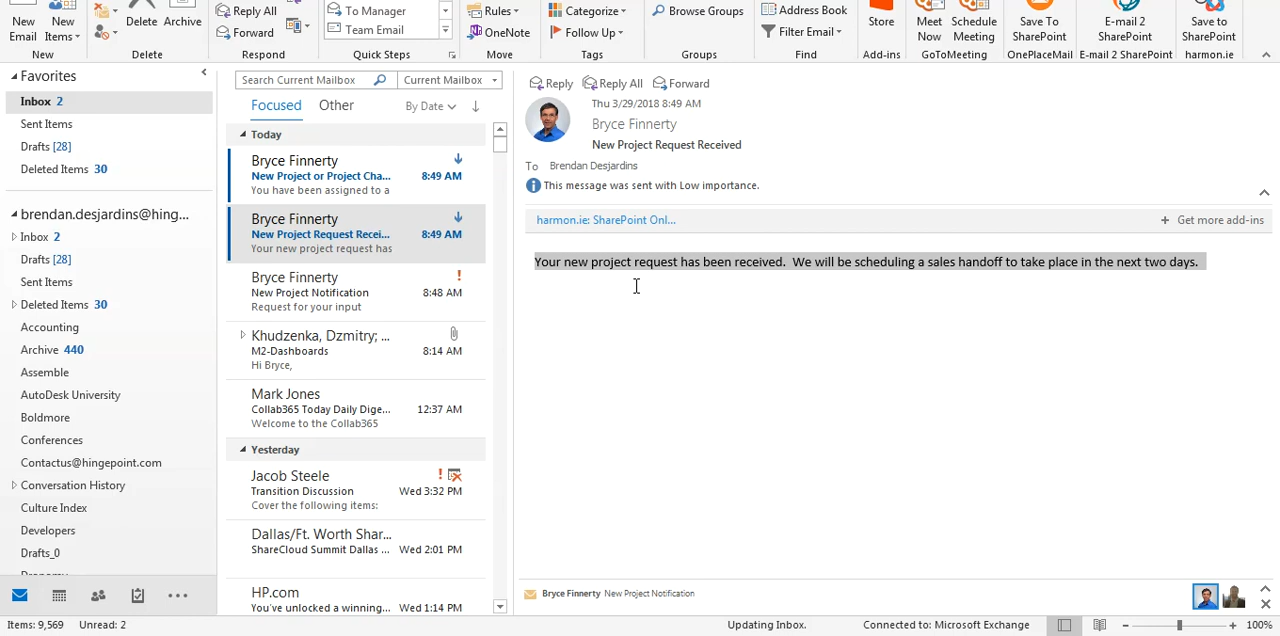 New Email
New Items
New
Delete
Archive
Delete
Reply All
Forward
Respond
To Manager
Team Email
Quick Steps
Rules
OneNote
Move
Categorize
Follow Up
Tags
Browse Groups
Groups
Address Book
Filter Email
Find
Store
Add-ins
Meet Now
Schedule Meeting
GoToMeeting
Save To SharePoint
OnePlaceMail
E-mail 2 SharePoint
E-mail 2 SharePoint
Save to SharePoint
harmon.ie
Favorites
Inbox 2
Sent Items
Drafts [28]
Deleted Items 30
brendan.desjardins@hing...
Inbox 2
Drafts [28]
Sent Items
Deleted Items 30
Accounting
Archive 440
Assemble
AutoDesk University
Boldmore
Conferences
Contactus@hingepoint.com
Conversation History
Culture Index
Developers
Drafts_0
Search Current Mailbox
Current Mailbox
Focused Other
By Date
Today
Bryce Finnerty
New Project or Project Cha... 8:49 AM
You have been assigned to a
Bryce Finnerty
New Project Request Recei... 8:49 AM
Your new project request has
Bryce Finnerty
New Project Notification 8:48 AM
Request for your input
Khudzenka, Dzmitry; ...
M2-Dashboards 8:14 AM
Hi Bryce,
Mark Jones
Collab365 Today Daily Dige... 12:37 AM
Welcome to the Collab365
Yesterday
Jacob Steele
Transition Discussion Wed 3:32 PM
Cover the following items:
Dallas/Ft. Worth Shar...
ShareCloud Summit Dallas ... Wed 2:01 PM
HP.com
You've unlocked a winning... Wed 1:14 PM
Reply Reply All Forward
Thu 3/29/2018 8:49 AM
Bryce Finnerty
New Project Request Received
To Brendan Desjardins
This message was sent with Low importance.
harmon.ie: SharePoint Onl...
+ Get more add-ins
Your new project request has been received. We will be scheduling a sales handoff to take place in the next two days.
Bryce Finnerty New Project Notification
Items: 9,569 Unread: 2
Updating Inbox.
Connected to: Microsoft Exchange
100%